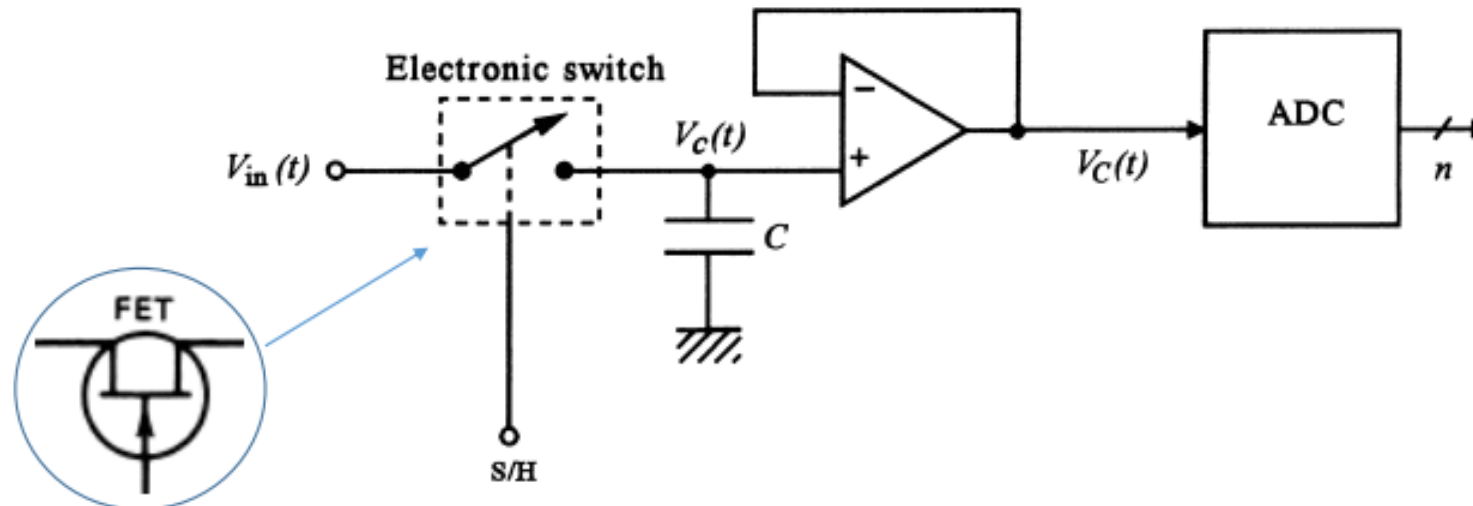 Electronic switch
V_in(t)
V_C(t)
−
+
V_C(t)
ADC
n
C
FET
S/H